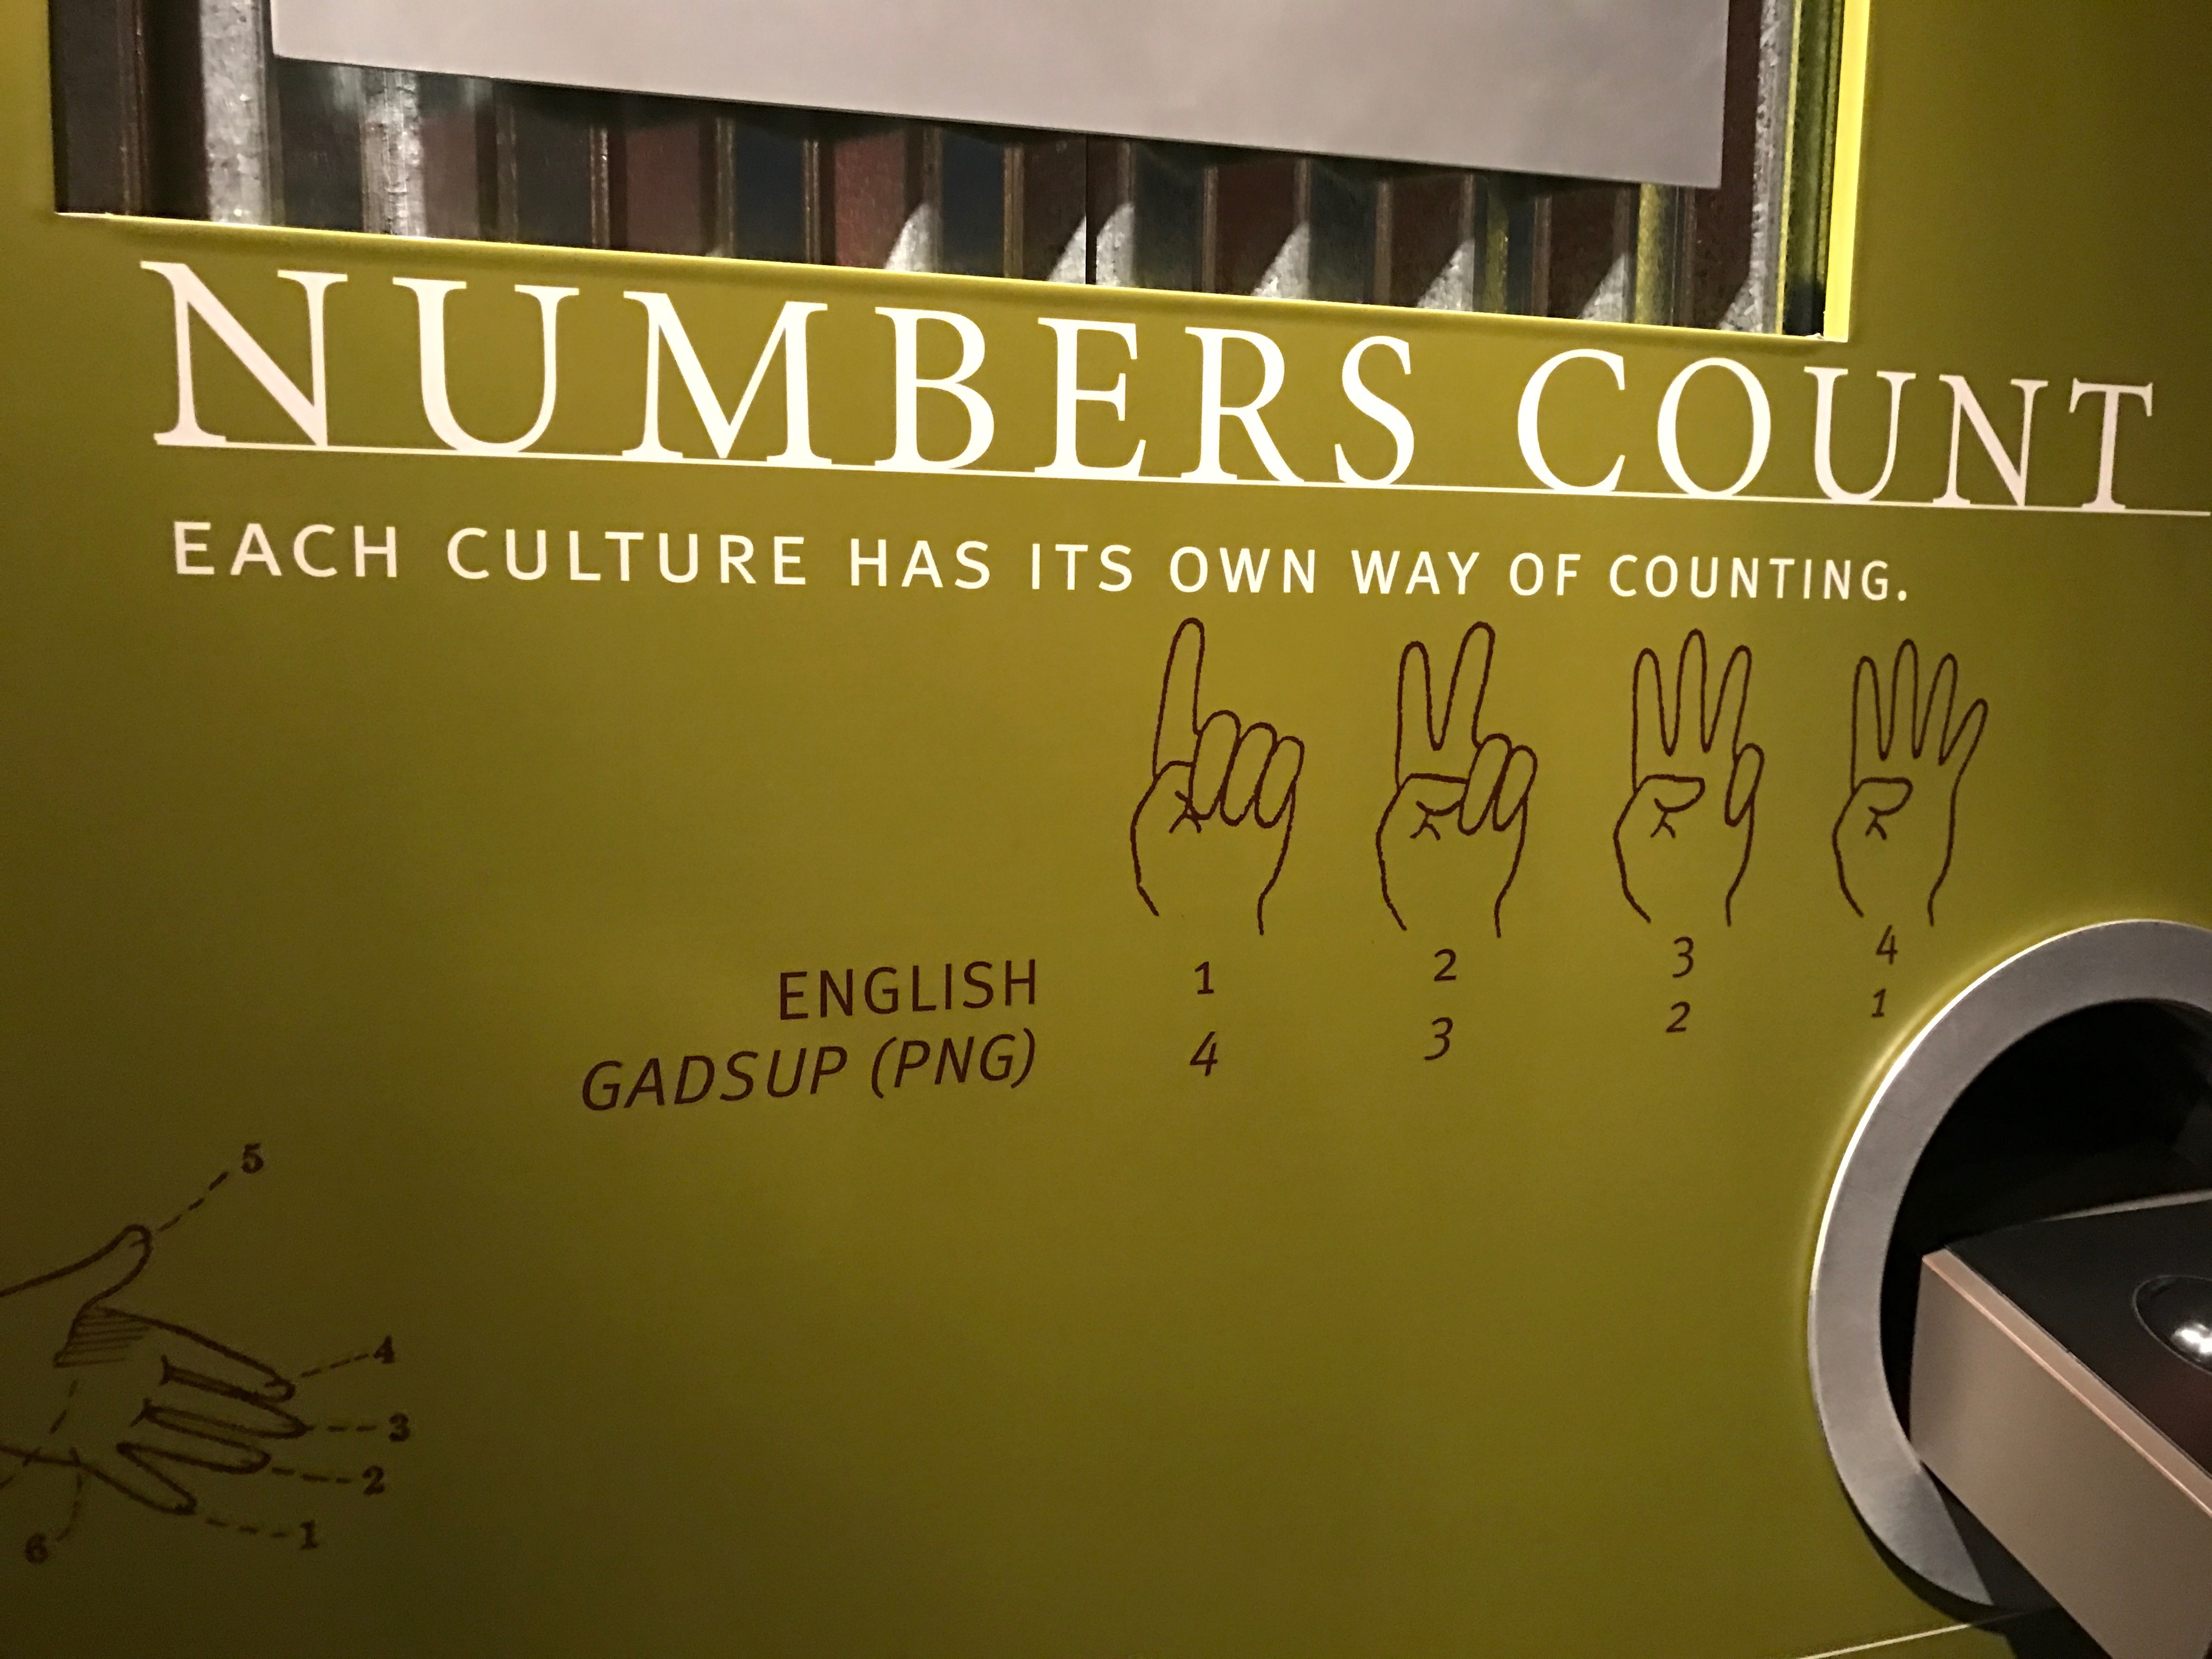 NUMBERS COUNT
EACH CULTURE HAS ITS OWN WAY OF COUNTING.
ENGLISH 1 2 3 4
GADSUP (PNG) 4 3 2 1
5
4
3
2
1
6